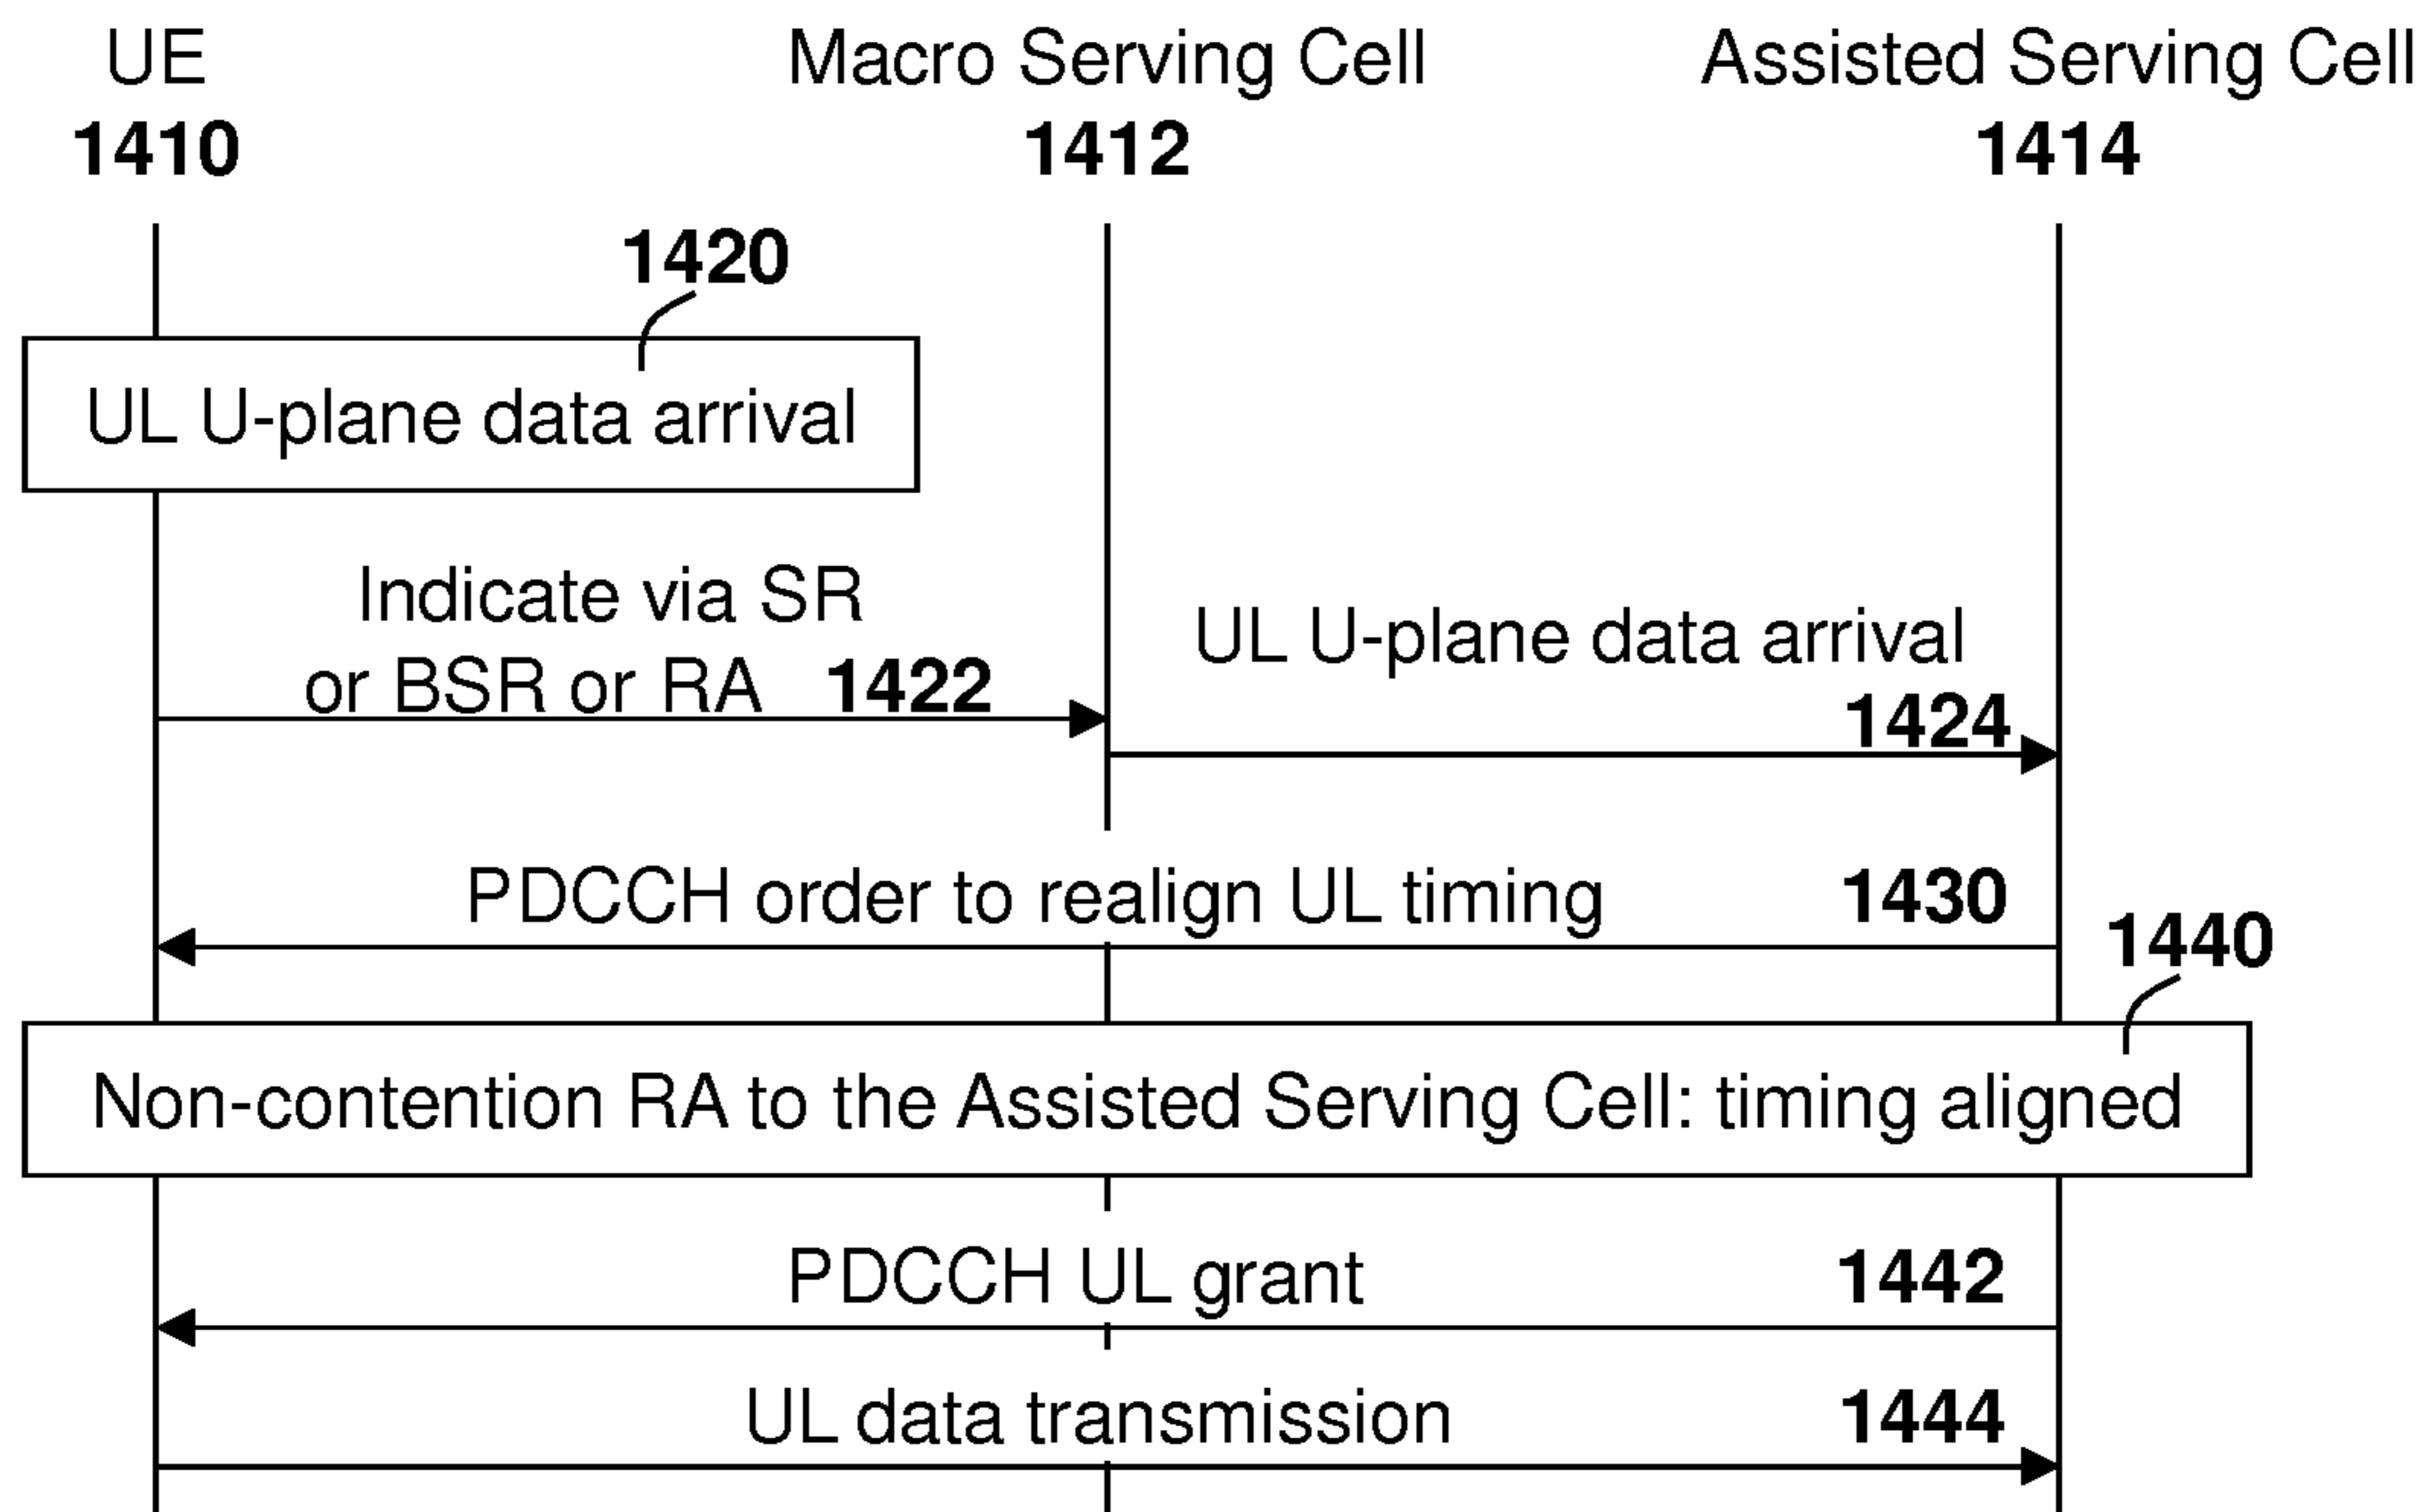 UE
1410
Macro Serving Cell
1412
Assisted Serving Cell
1414
1420
UL U-plane data arrival
Indicate via SR
or BSR or RA 1422
UL U-plane data arrival
1424
PDCCH order to realign UL timing 1430
1440
Non-contention RA to the Assisted Serving Cell: timing aligned
PDCCH UL grant 1442
UL data transmission 1444